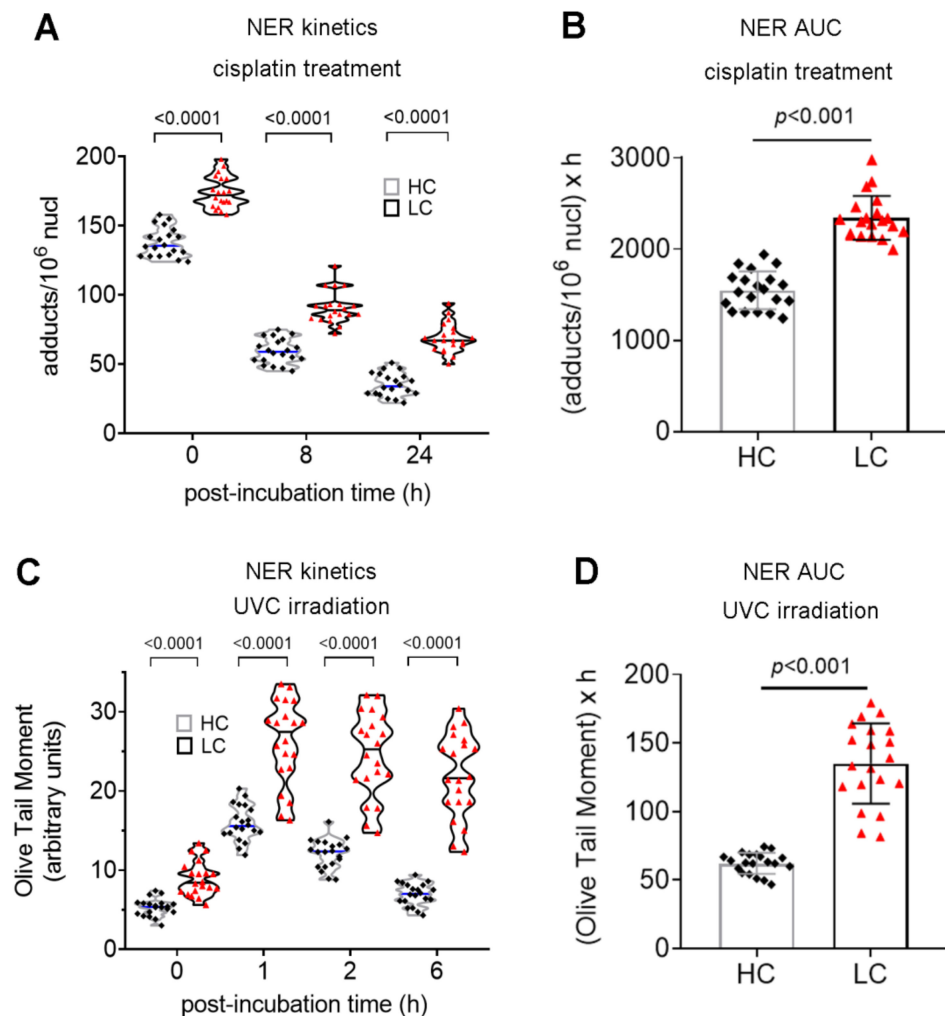 A
NER kinetics
cisplatin treatment
<0.0001 <0.0001 <0.0001
200
150
100
50
0
adducts/10⁶ nucl
HC
LC
0 8 24
post-incubation time (h)
B
NER AUC
cisplatin treatment
p<0.001
3000
2000
1000
0
(adducts/10⁶ nucl) x h
HC LC
C
NER kinetics
UVC irradiation
<0.0001 <0.0001 <0.0001 <0.0001
30
20
10
0
Olive Tail Moment
(arbitrary units)
HC
LC
0 1 2 6
post-incubation time (h)
D
NER AUC
UVC irradiation
p<0.001
200
150
100
50
0
(Olive Tail Moment) x h
HC LC